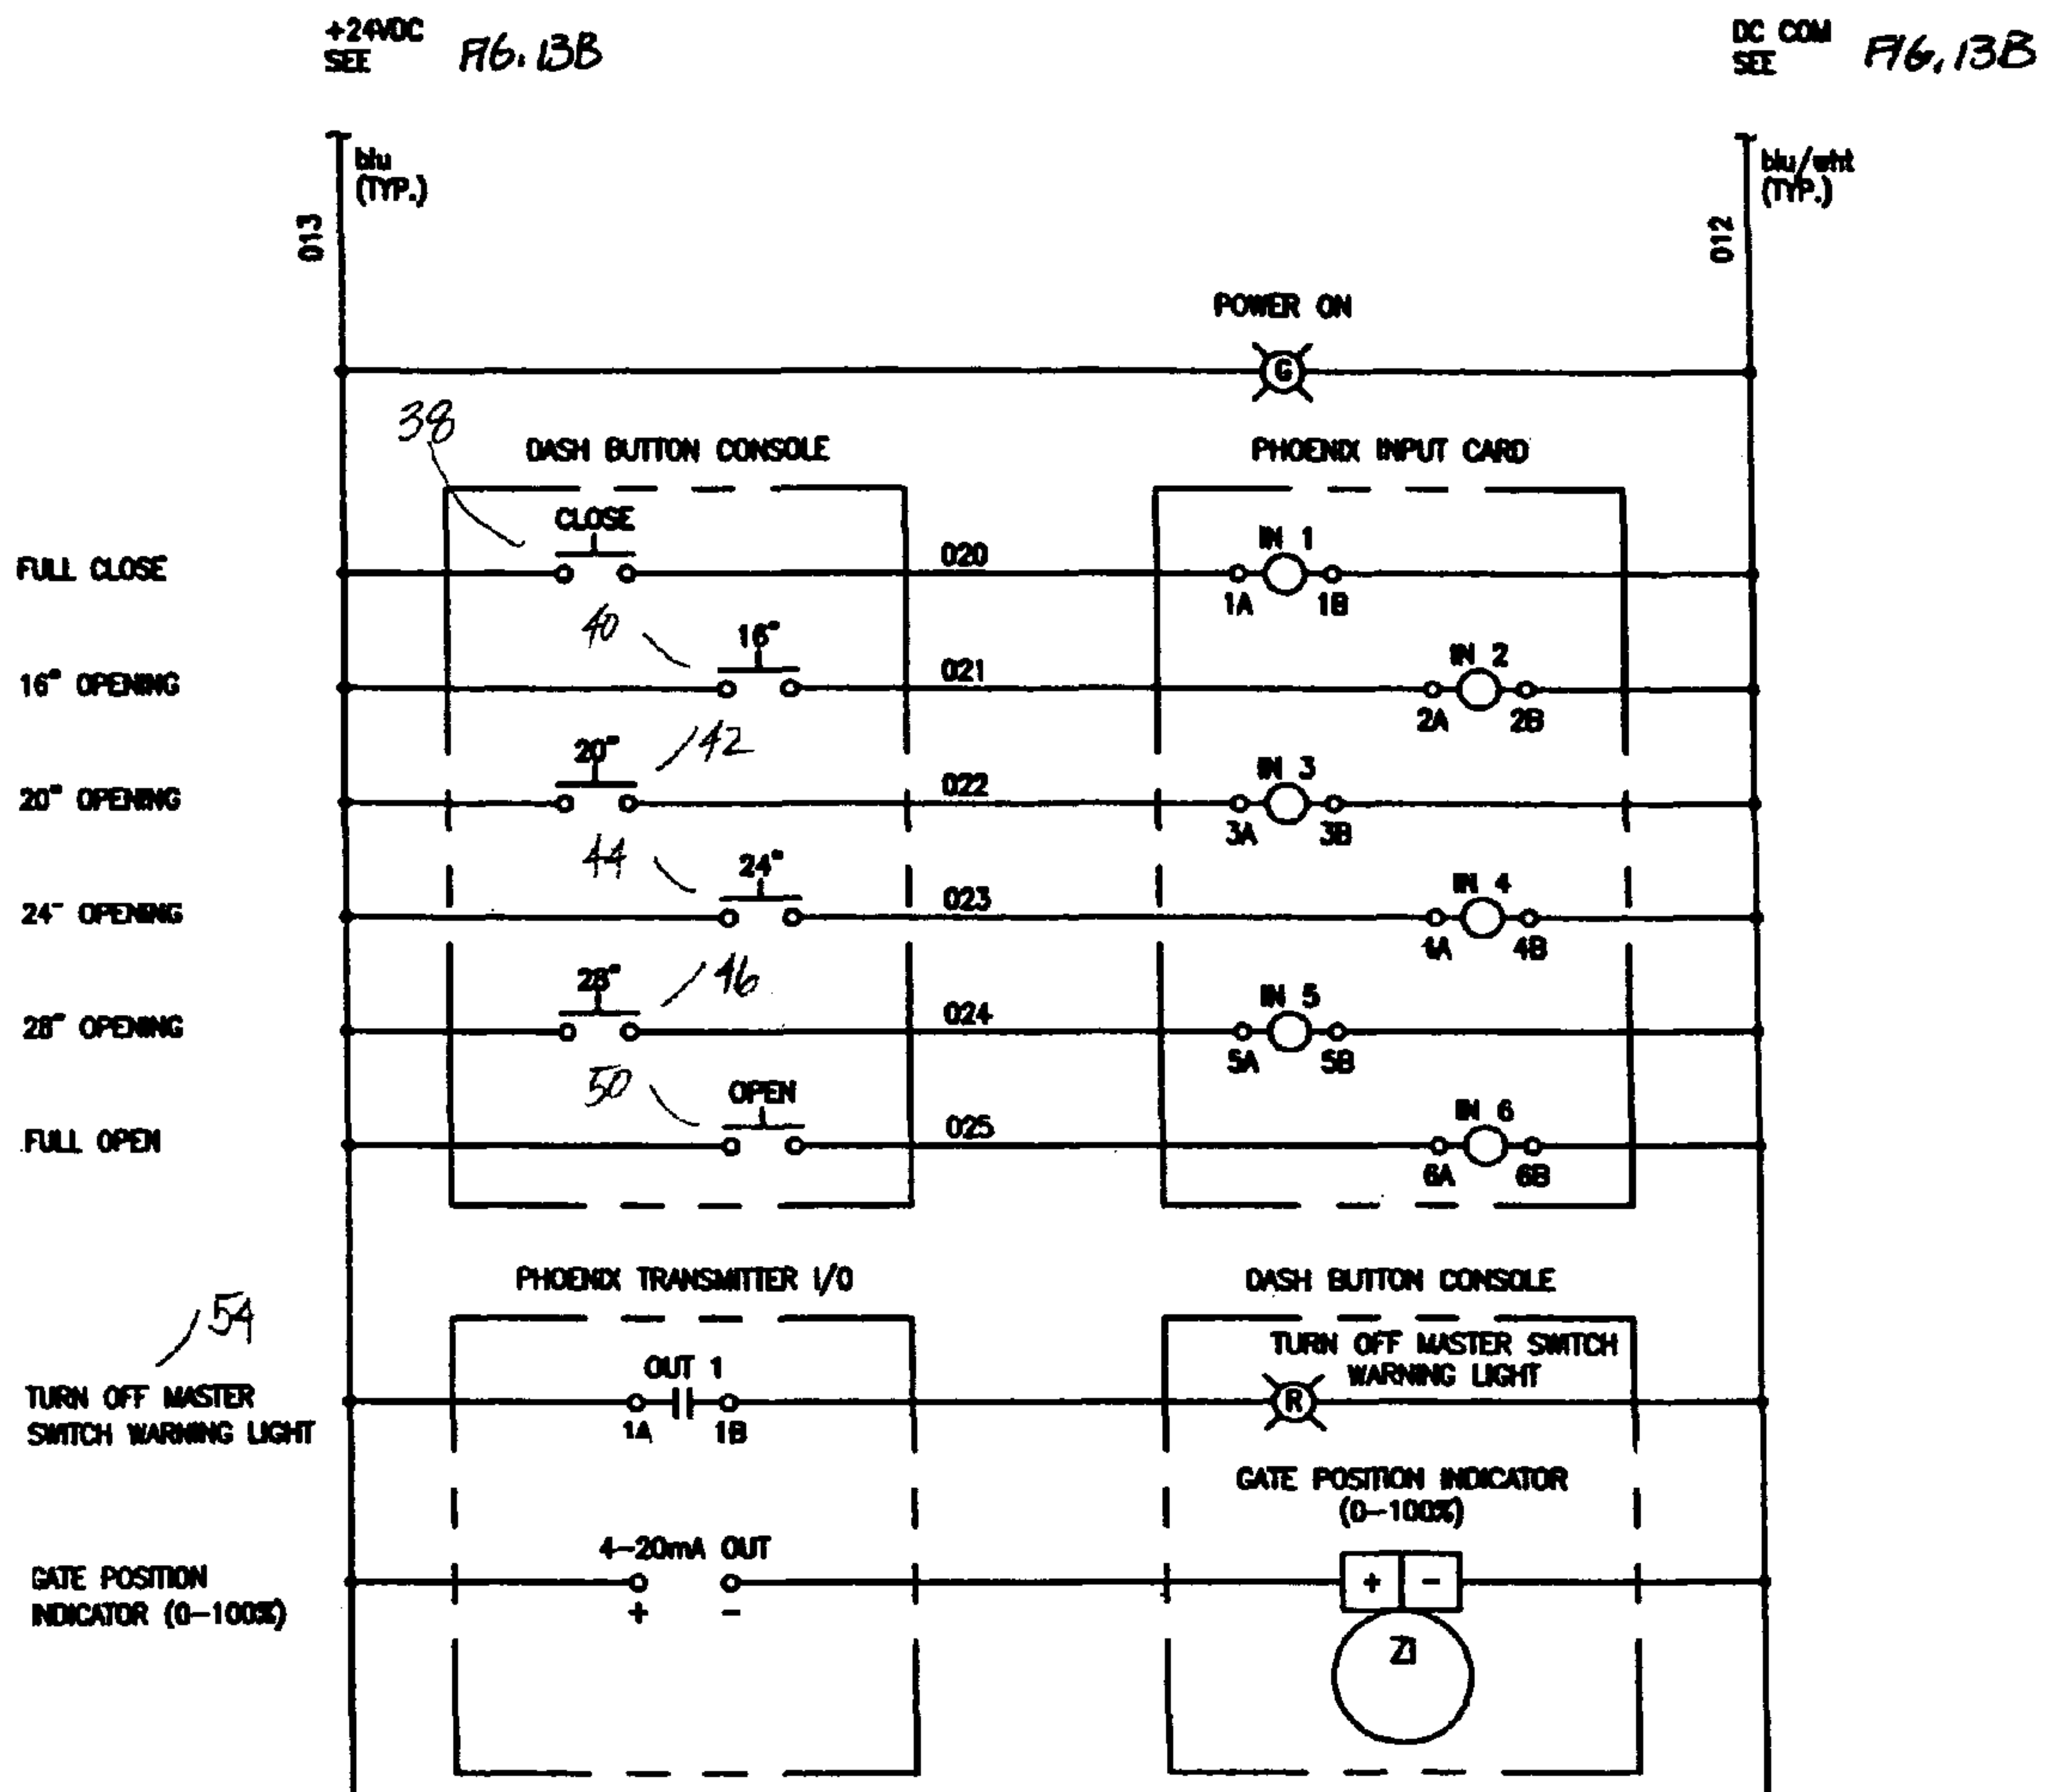 +24VDC
SEE FIG. 13B
DC COM
SEE FIG. 13B
blu
(TYP.)
blu/wht
(TYP.)
013
012
POWER ON
G
38
DASH BUTTON CONSOLE
PHOENIX INPUT CARD
CLOSE
IN 1
FULL CLOSE
020
1A 1B
40
16"
IN 2
16" OPENING
021
2A 2B
42
20"
IN 3
20" OPENING
022
3A 3B
44
24"
IN 4
24" OPENING
023
4A 4B
46
28"
IN 5
28" OPENING
024
5A 5B
50
OPEN
IN 6
FULL OPEN
025
6A 6B
PHOENIX TRANSMITTER I/O
DASH BUTTON CONSOLE
54
TURN OFF MASTER SWITCH
WARNING LIGHT
OUT 1
TURN OFF MASTER
SWITCH WARNING LIGHT
R
1A 1B
GATE POSITION INDICATOR
(0-100%)
4-20mA OUT
GATE POSITION
INDICATOR (0-100%)
+ -
+ -
ZI